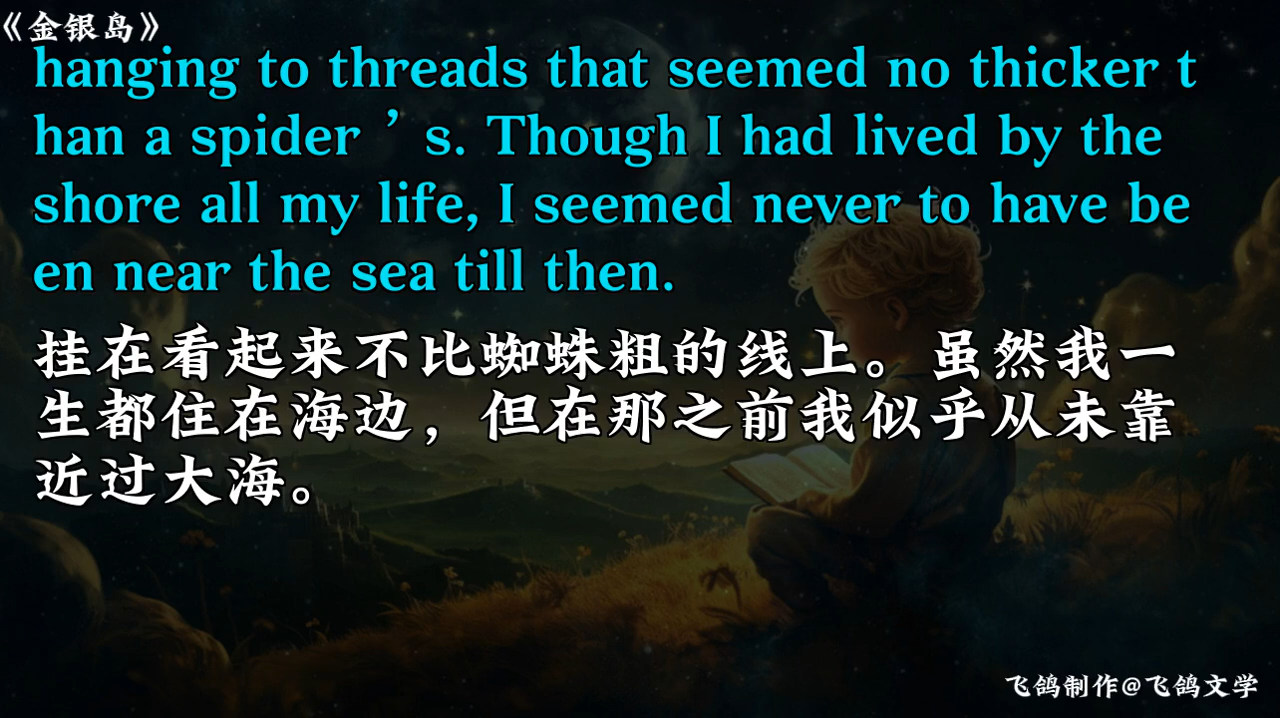 《金银岛》
hanging to threads that seemed no thicker t
han a spider ’ s. Though I had lived by the
shore all my life, I seemed never to have be
en near the sea till then.
挂在看起来不比蜘蛛粗的线上。虽然我一
生都住在海边，但在那之前我似乎从未靠
近过大海。
飞鸽制作@飞鸽文学